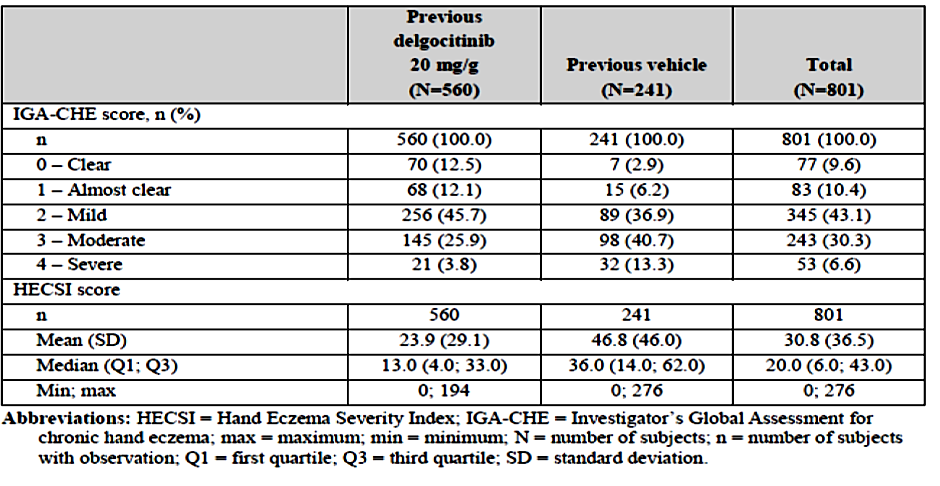 Previous delgocitinib 20 mg/g (N=560) Previous vehicle (N=241) Total (N=801)
IGA-CHE score, n (%)
n 560 (100.0) 241 (100.0) 801 (100.0)
0 – Clear 70 (12.5) 7 (2.9) 77 (9.6)
1 – Almost clear 68 (12.1) 15 (6.2) 83 (10.4)
2 – Mild 256 (45.7) 89 (36.9) 345 (43.1)
3 – Moderate 145 (25.9) 98 (40.7) 243 (30.3)
4 – Severe 21 (3.8) 32 (13.3) 53 (6.6)
HECSI score
n 560 241 801
Mean (SD) 23.9 (29.1) 46.8 (46.0) 30.8 (36.5)
Median (Q1; Q3) 13.0 (4.0; 33.0) 36.0 (14.0; 62.0) 20.0 (6.0; 43.0)
Min; max 0; 194 0; 276 0; 276
Abbreviations: HECSI = Hand Eczema Severity Index; IGA-CHE = Investigator`s Global Assessment for
chronic hand eczema; max = maximum; min = minimum; N = number of subjects; n = number of subjects
with observation; Q1 = first quartile; Q3 = third quartile; SD = standard deviation.